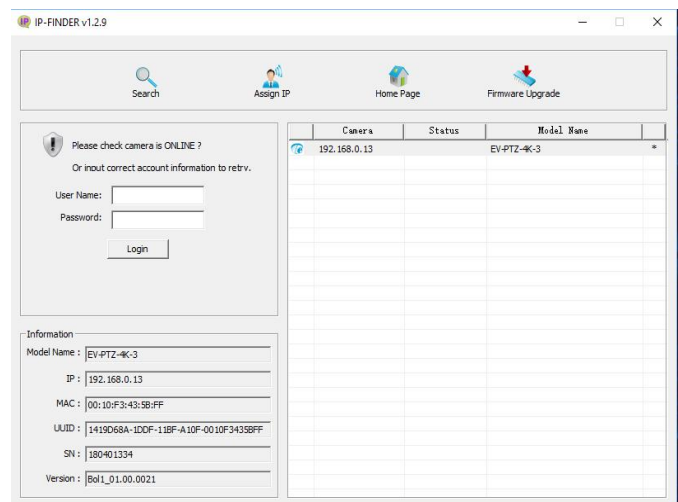 IP IP-FINDER v1.2.9
Search Assign IP Home Page Firmware Upgrade
Please check camera is ONLINE ?
Or input correct account information to retry.
User Name:
Password:
Login
Camera Status Model Name
192.168.0.13 EV-PTZ-4K-3 *
Information
Model Name : EV-PTZ-4K-3
IP : 192.168.0.13
MAC : 00:10:F3:43:5B:FF
UUID : 1419D68A-1DDF-11BF-A10F-0010F3435BFF
SN : 180401334
Version : Bol1_01.00.0021